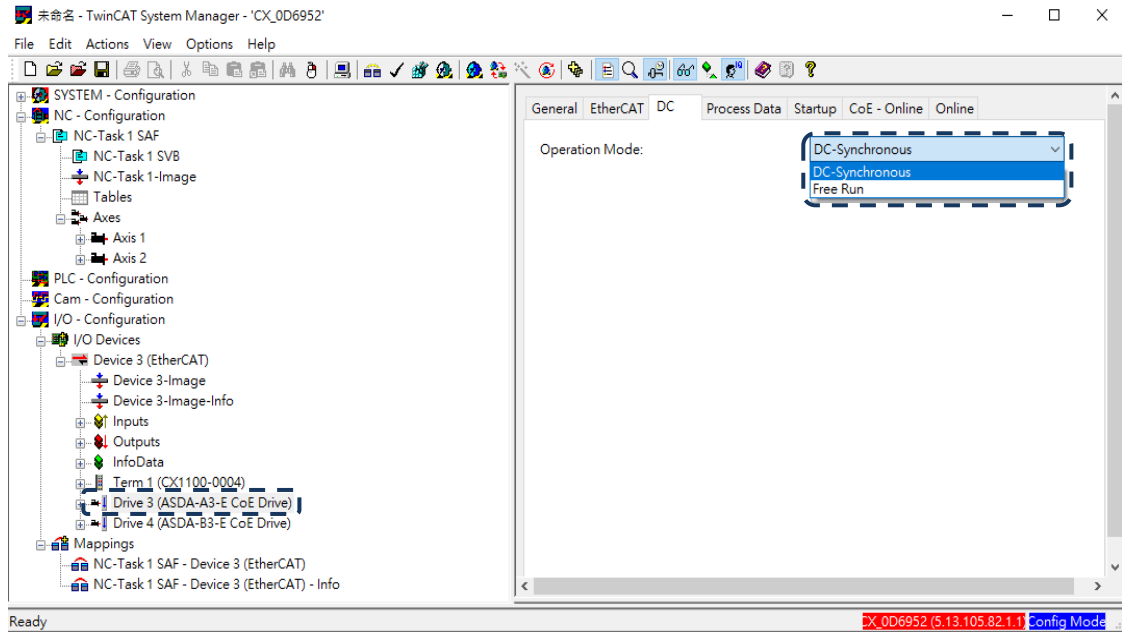 未命名 - TwinCAT System Manager - 'CX_0D6952'
File Edit Actions View Options Help
SYSTEM - Configuration
NC - Configuration
NC-Task 1 SAF
NC-Task 1 SVB
NC-Task 1-Image
Tables
Axes
Axis 1
Axis 2
PLC - Configuration
Cam - Configuration
I/O - Configuration
I/O Devices
Device 3 (EtherCAT)
Device 3-Image
Device 3-Image-Info
Inputs
Outputs
InfoData
Term 1 (CX1100-0004)
Drive 3 (ASDA-A3-E CoE Drive)
Drive 4 (ASDA-B3-E CoE Drive)
Mappings
NC-Task 1 SAF - Device 3 (EtherCAT)
NC-Task 1 SAF - Device 3 (EtherCAT) - Info
General EtherCAT DC Process Data Startup CoE - Online Online
Operation Mode: DC-Synchronous
DC-Synchronous
Free Run
Ready CX_0D6952 (5.13.105.82.1.1) Config Mode